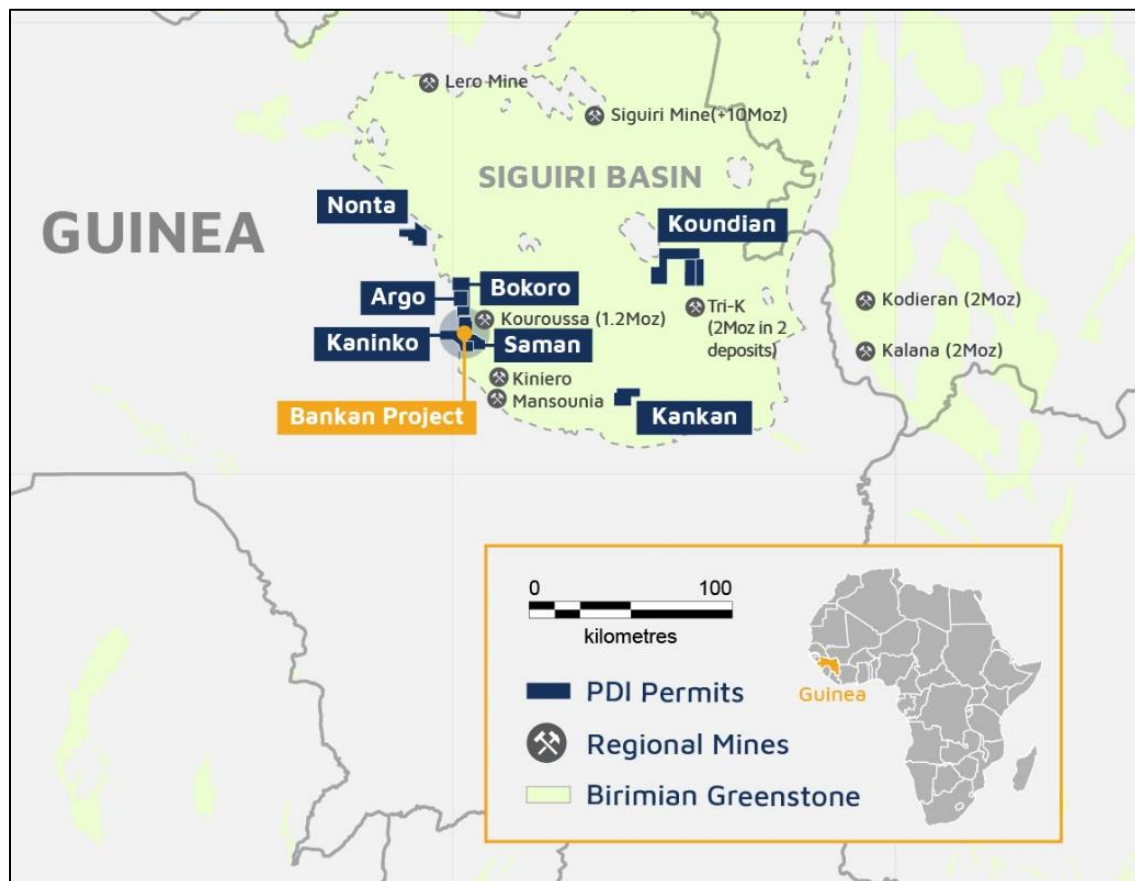 Lero Mine
Siguiri Mine(+10Moz)
SIGUIRI BASIN
GUINEA
Nonta
Koundian
Bokoro
Argo
Kouroussa (1.2Moz)
Tri-K
(2Moz in 2
deposits)
Kodieran (2Moz)
Kaninko
Saman
Kalana (2Moz)
Kiniero
Mansounia
Bankan Project
Kankan
0 100
kilometres
PDI Permits
Regional Mines
Birimian Greenstone
Guinea